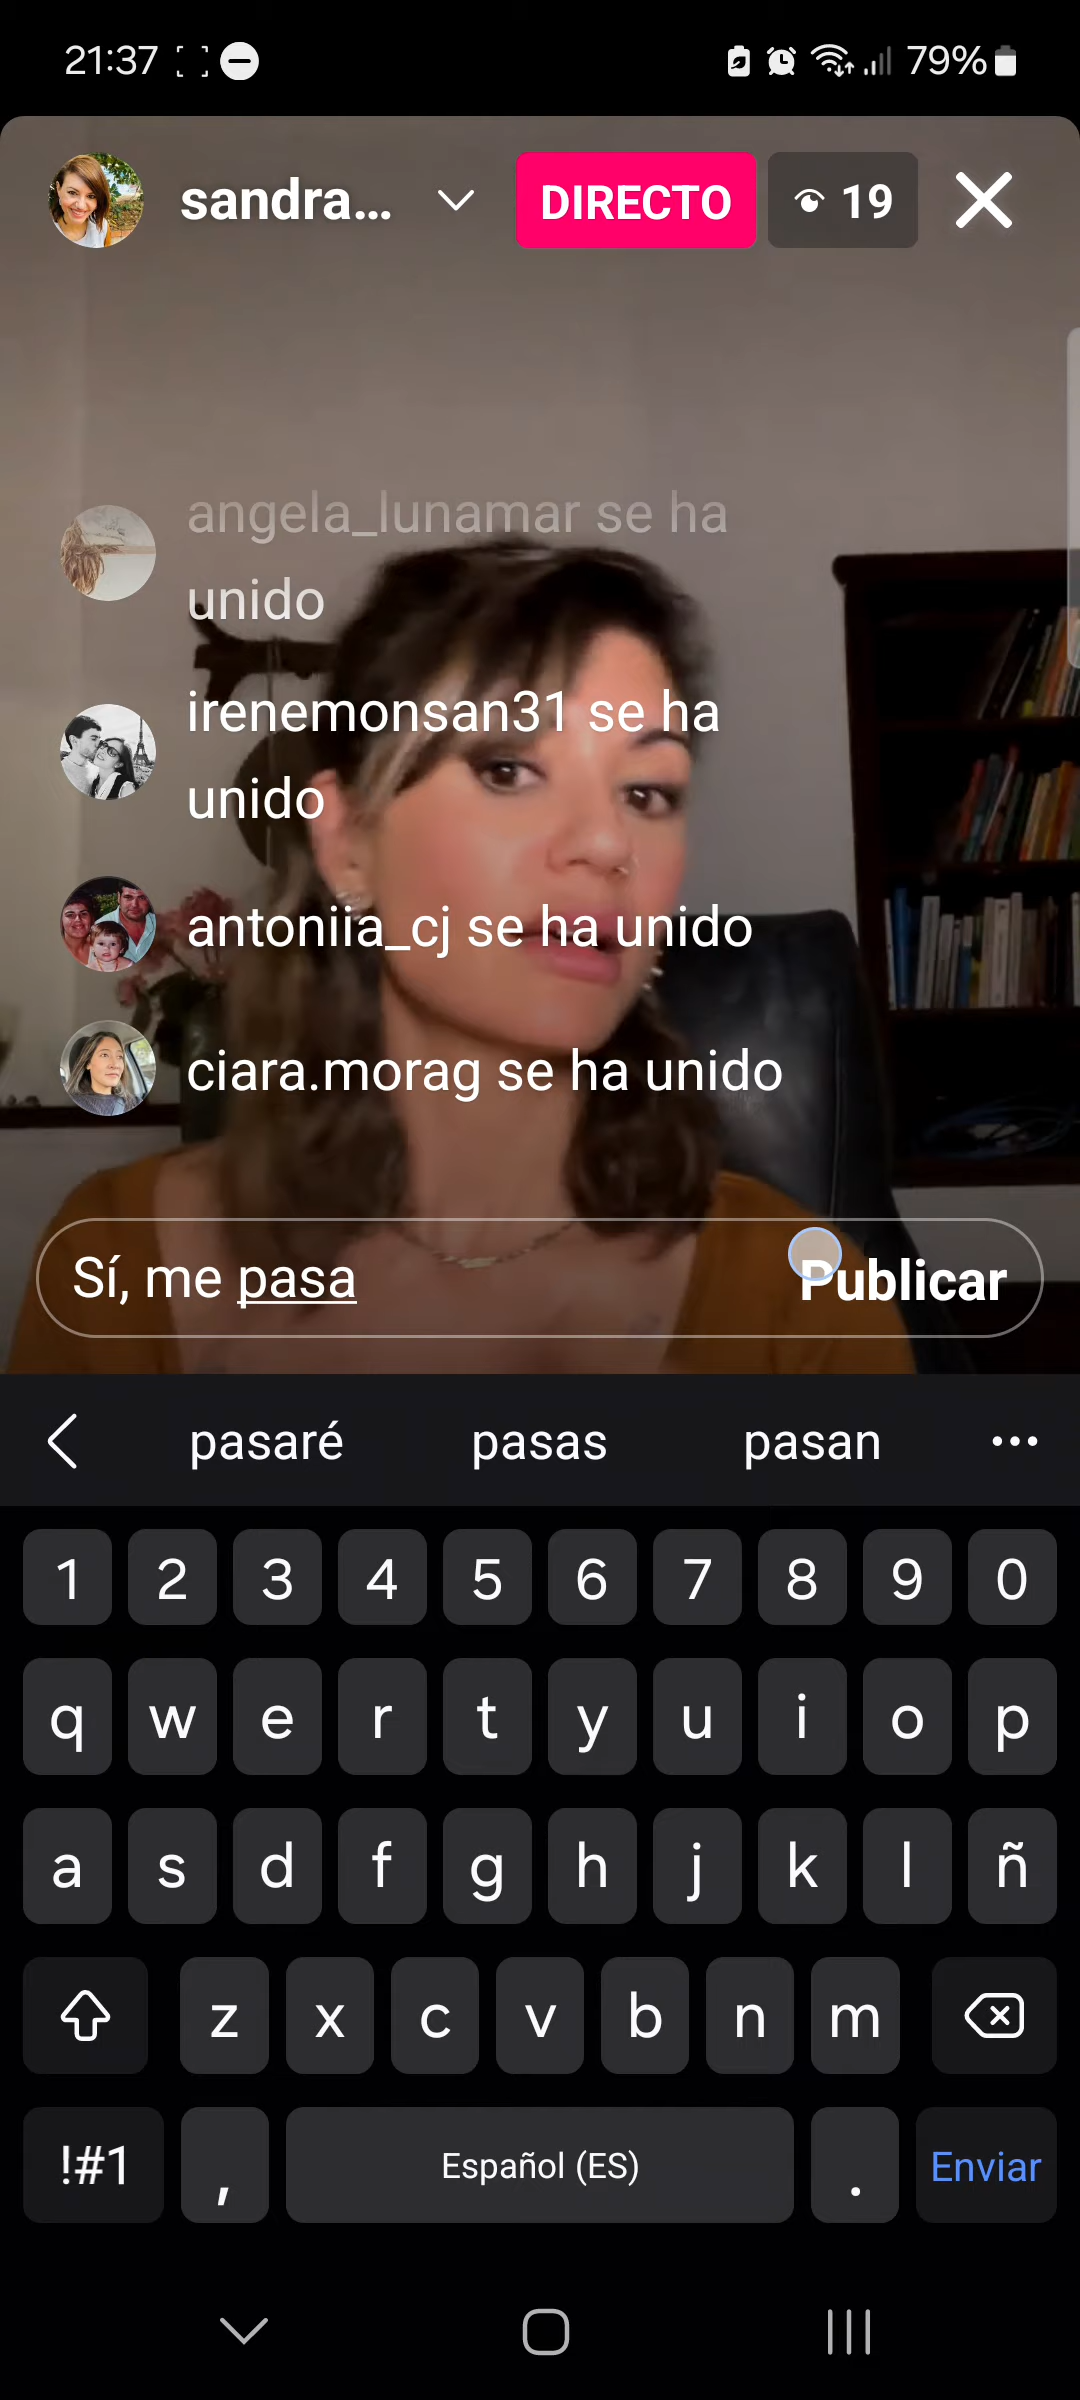 21:37 79%
sandra... DIRECTO 19
angela_lunamar se ha
unido
irenemonsan31 se ha
unido
antoniia_cj se ha unido
ciara.morag se ha unido
Sí, me pasa Publicar
pasaré pasas pasan ...
1 2 3 4 5 6 7 8 9 0
q w e r t y u i o p
a s d f g h j k l ñ
z x c v b n m
!#1 , Español (ES) . Enviar